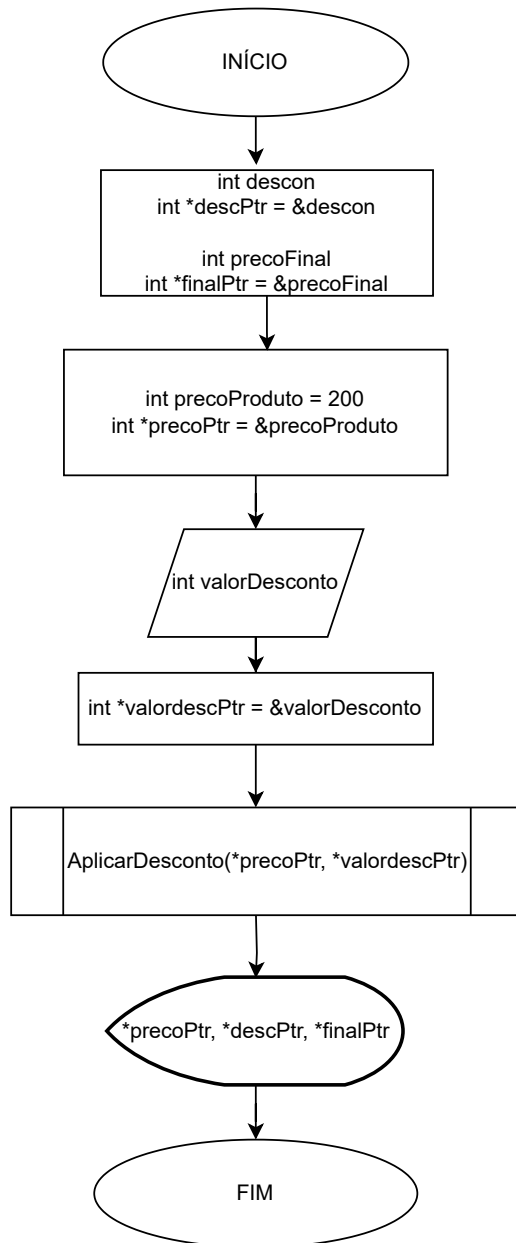 INÍCIO
int descon
int *descPtr = &descon
int precoFinal
int *finalPtr = &precoFinal
int precoProduto = 200
int *precoPtr = &precoProduto
int valorDesconto
int *valordescPtr = &valorDesconto
AplicarDesconto(*precoPtr, *valordescPtr)
*precoPtr, *descPtr, *finalPtr
FIM